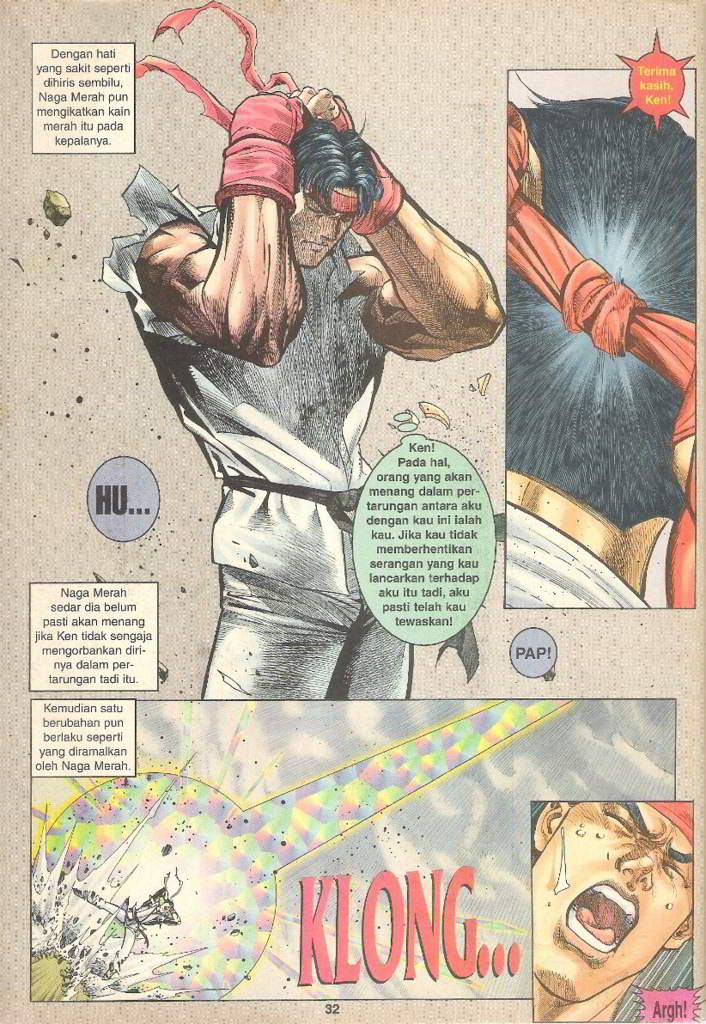 Dengan hati
yang sakit seperti
dihiris sembilu,
Naga Merah pun
mengikatkan kain
merah itu pada
kepalanya.
Terima
kasih,
Ken!
HU...
Ken!
Pada hal,
orang yang akan
menang dalam per-
tarungan antara aku
dengan kau ini ialah
kau. Jika kau tidak
memberhentikan
serangan yang kau
lancarkan terhadap
aku itu tadi, aku
pasti telah kau
tewaskan!
Naga Merah
sedar dia belum
pasti akan menang
jika Ken tidak sengaja
mengorbankan diri-
nya dalam per-
tarungan tadi itu.
PAP!
Kemudian satu
berubahan pun
berlaku seperti
yang diramalkan
oleh Naga Merah.
KLONG...
Argh!
32